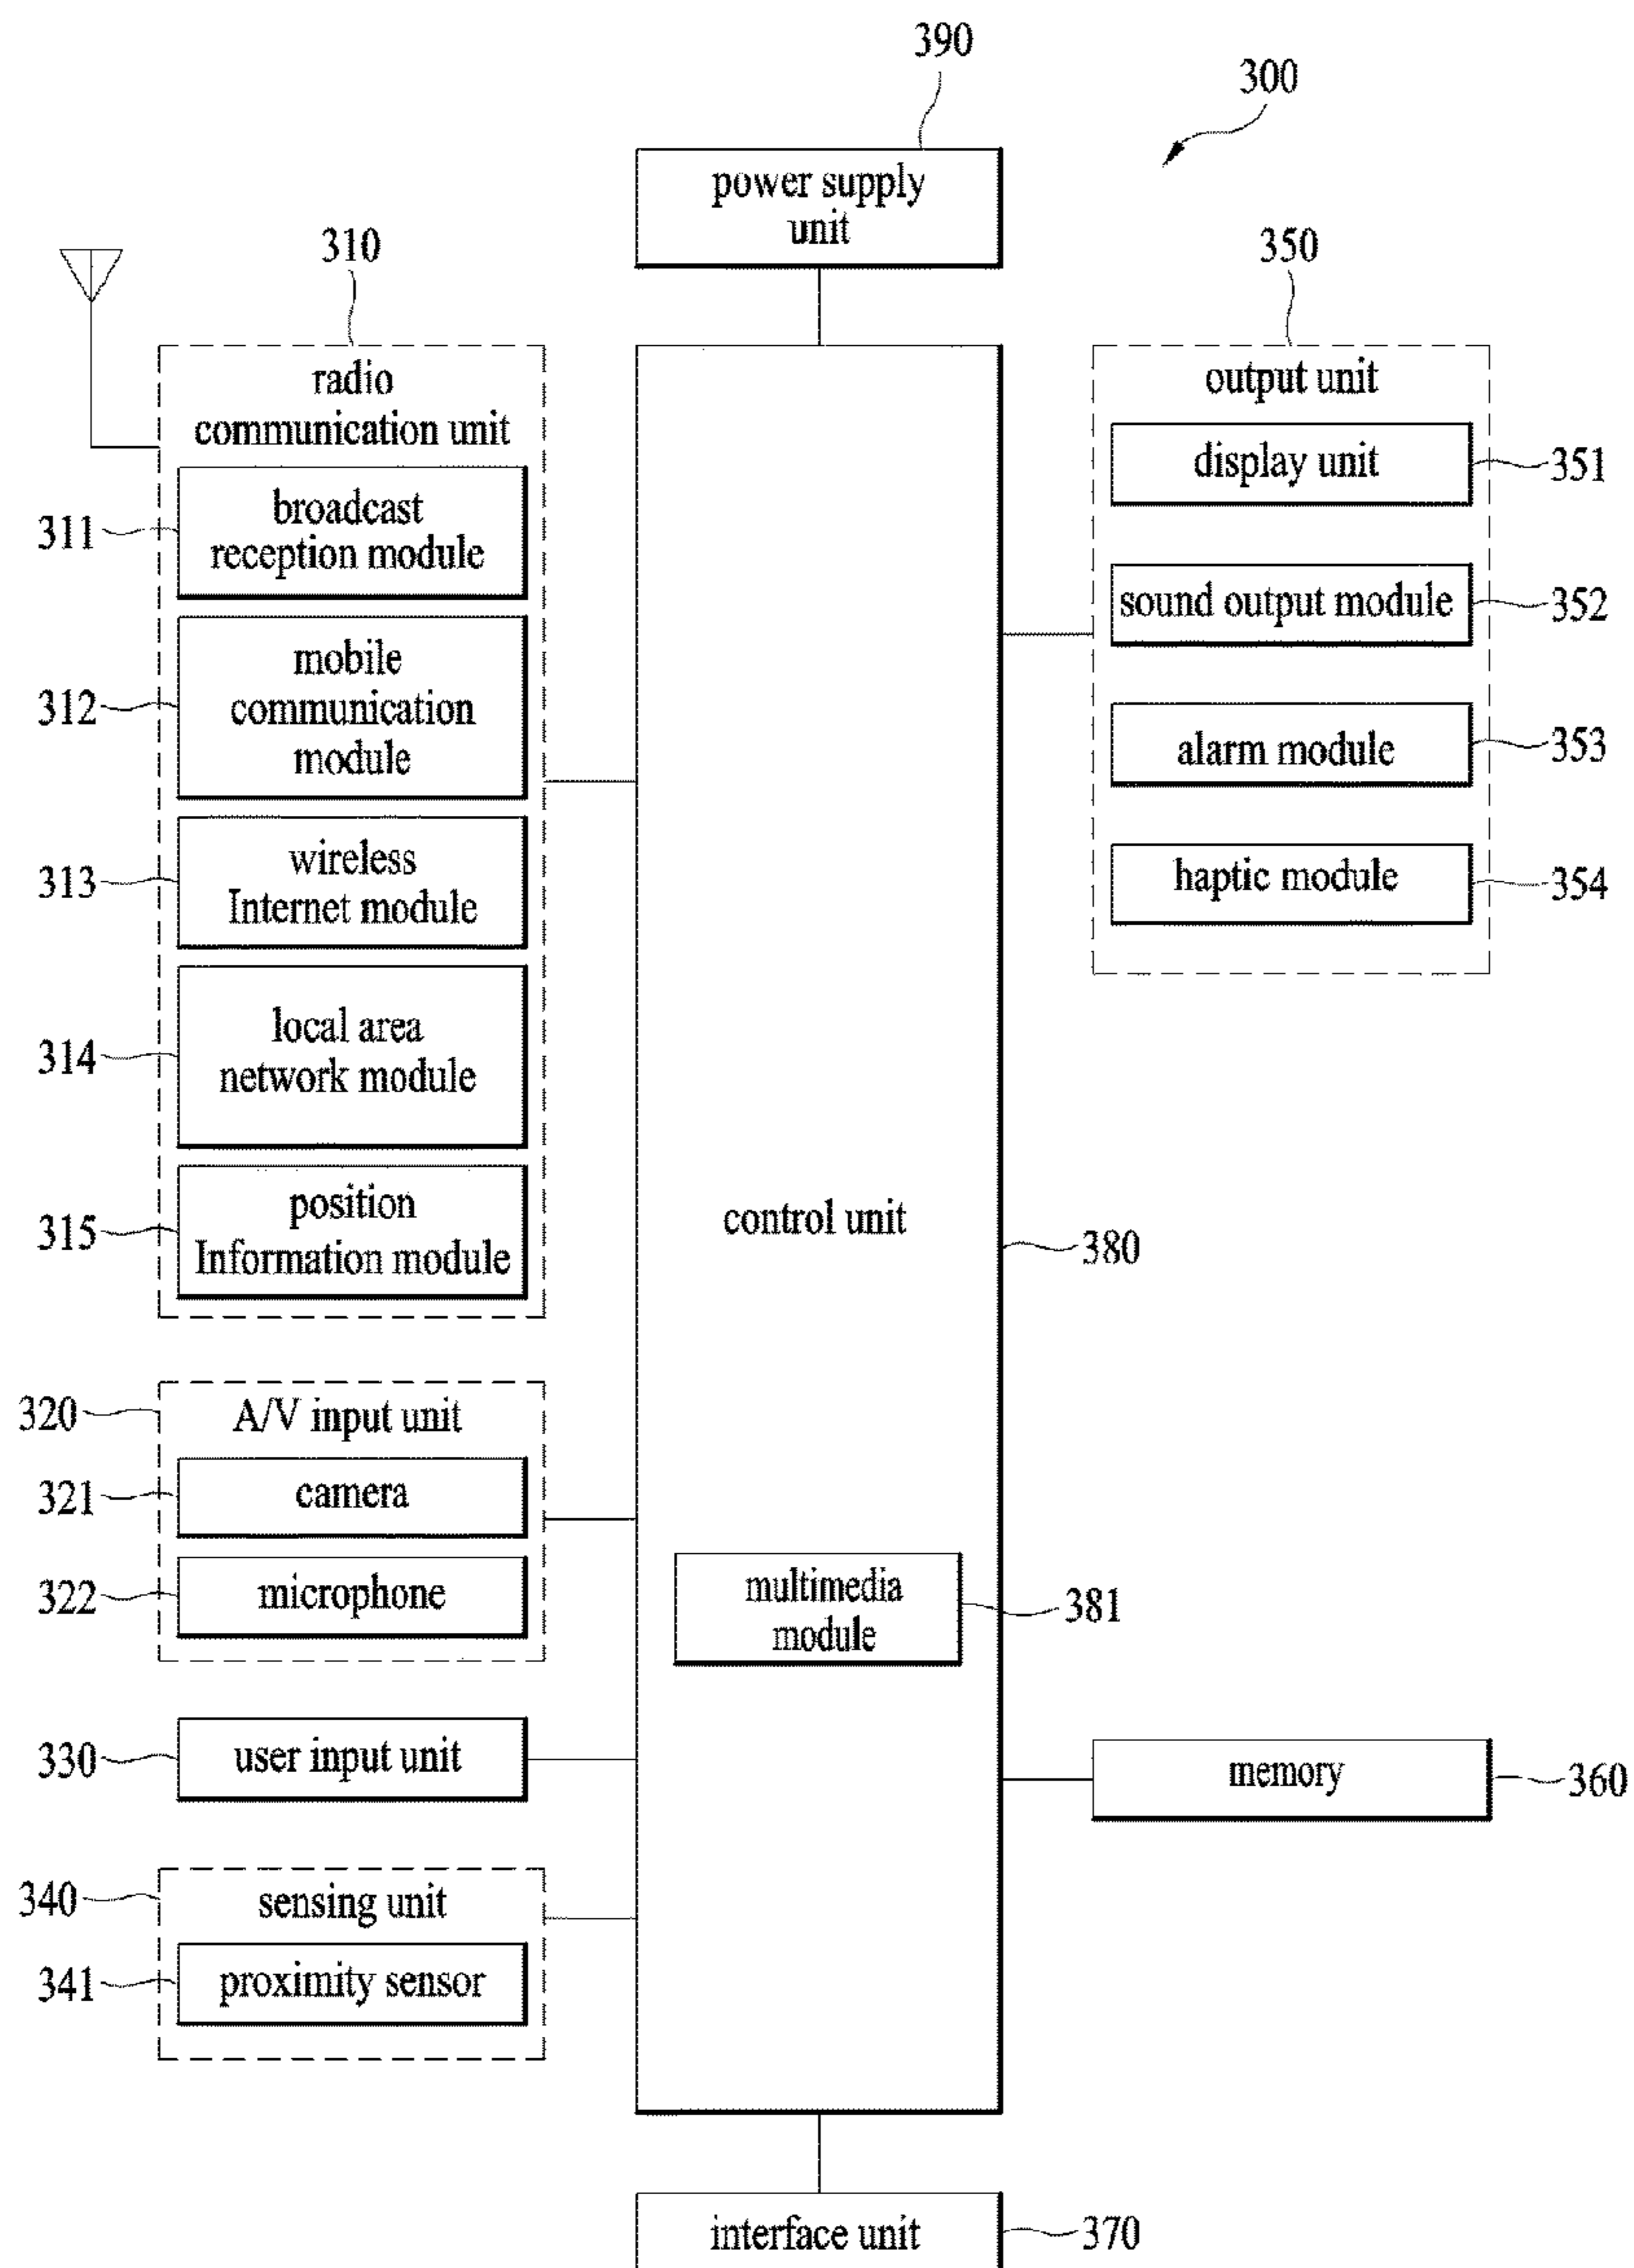 390
300
power supply
unit
310
350
radio
communication unit
output unit
311
broadcast
reception module
display unit
351
312
mobile
communication
module
sound output module
352
alarm module
353
313
wireless
Internet module
haptic module
354
314
local area
network module
315
position
Information module
control unit
380
320
A/V input unit
321
camera
322
microphone
multimedia
module
381
330
user input unit
memory
360
340
sensing unit
341
proximity sensor
interface unit
370